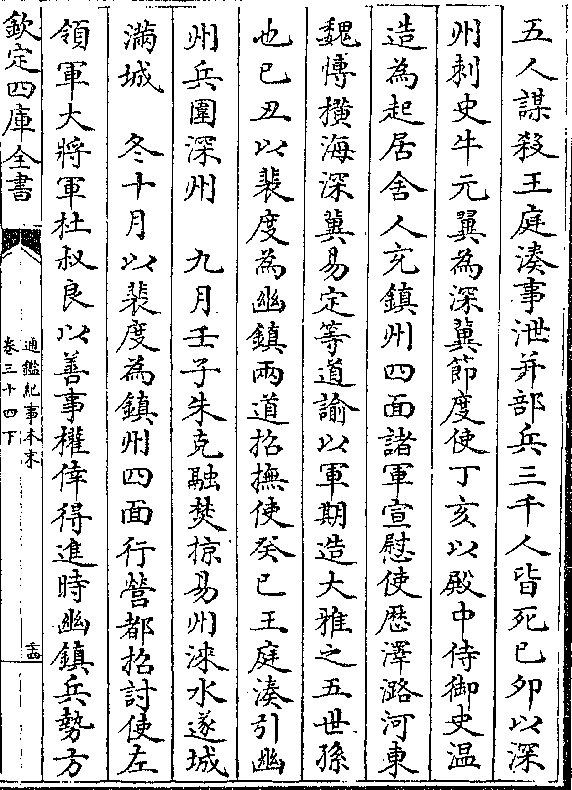 五人謀殺王庭湊事泄并部兵三千人皆死已卯以深
州刺史牛元翼為深冀節度使丁亥以殿中侍御史温
造為起居舍人充鎮州四面諸軍宣慰使歴澤潞河東
魏愽橫海深冀易定等道諭以軍期造大雅之五世孫
也已丑以裴度為幽鎮兩道招撫使癸巳王庭湊引幽
州兵圍深州　九月壬子朱克融焚掠易州淶水遂城
滿城　冬十月以裴度為鎮州四面行營都招討使左
領軍大將軍杜叔良以善事權倖得進時幽鎮兵勢方
欽定四庫全書
通鑑紀事本末
卷三十四下